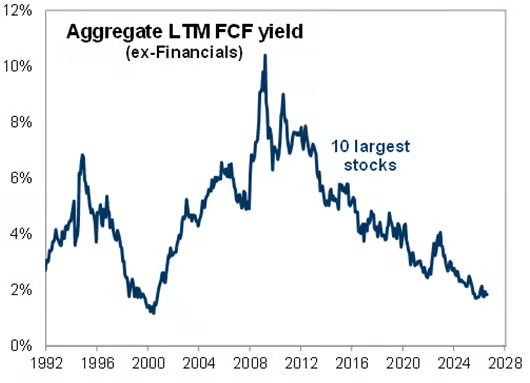 Aggregate LTM FCF yield
(ex-Financials)
10 largest
stocks
12%
10%
8%
6%
4%
2%
0%
1992 1996 2000 2004 2008 2012 2016 2020 2024 2028